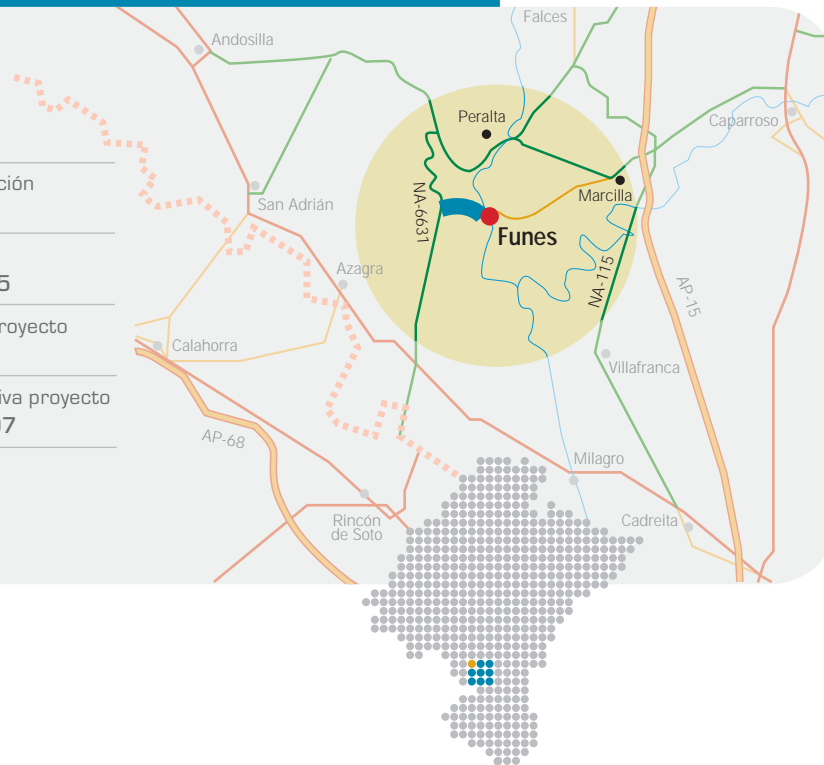 ción
5
royecto
iva proyecto
07
Falces
Andosilla
Peralta
Caparroso
NA-6631
Marcilla
San Adrián
Funes
Azagra
NA-115
AP-15
Calahorra
Villafranca
AP-68
Milagro
Rincón
de Soto
Cadreita